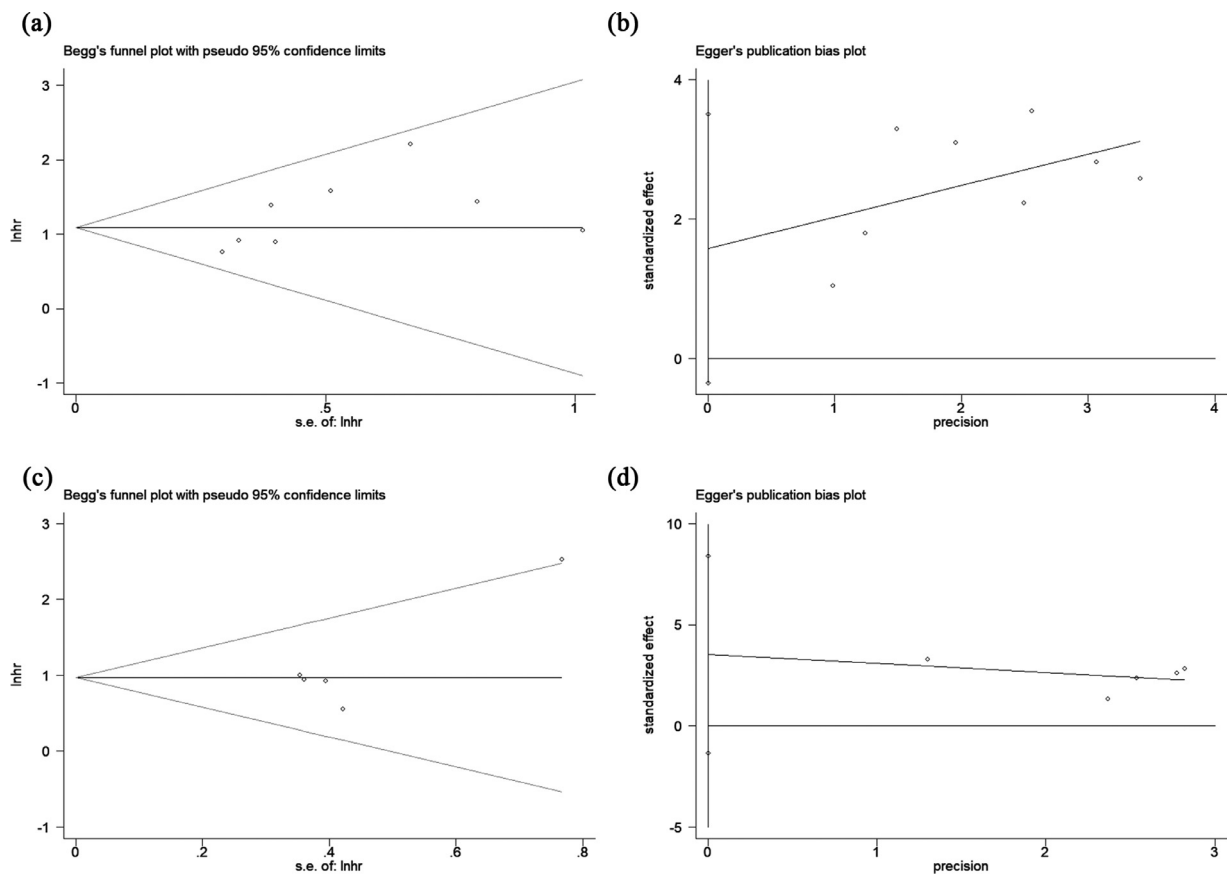 (a)
Begg's funnel plot with pseudo 95% confidence limits
3
2
1
0
-1
lnhr
0
.5
1
s.e. of: lnhr
(b)
Egger's publication bias plot
4
2
0
standardized effect
0
1
2
3
4
precision
(c)
Begg's funnel plot with pseudo 95% confidence limits
3
2
1
0
-1
lnhr
0
.2
.4
.6
.8
s.e. of: lnhr
(d)
Egger's publication bias plot
10
5
0
-5
standardized effect
0
1
2
3
precision